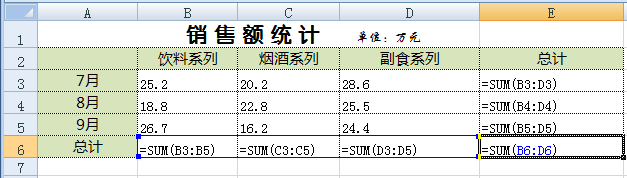 A B C D E
1 销售额统计 单位：万元
2 饮料系列 烟酒系列 副食系列 总计
3 7月 25.2 20.2 28.6 =SUM(B3:D3)
4 8月 18.8 22.8 25.5 =SUM(B4:D4)
5 9月 26.7 16.2 24.4 =SUM(B5:D5)
6 总计 =SUM(B3:B5) =SUM(C3:C5) =SUM(D3:D5) =SUM(B6:D6)
7